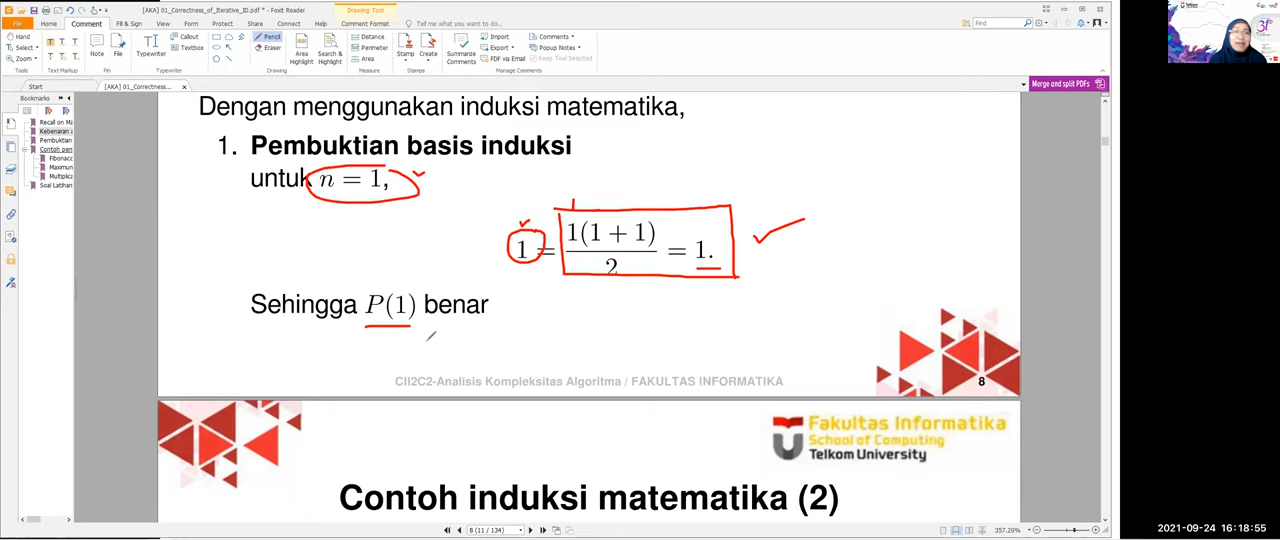 [AKA] 01_Correctness_of_Iterative_ID.pdf * - Foxit Reader
Drawing Tool
File Home Comment Fill & Sign View Form Protect Share Connect Help Comment Format Tell me what you want to do... Find
Hand
Select
Zoom
Text Markup
Note
File
Pin
Typewriter
Callout
Textbox
Typewriter
Pencil
Eraser
Drawing
Area Highlight
Search & Highlight
Distance
Perimeter
Area
Measure
Stamp
Create
Stamps
Summarize Comments
Import
Export
FDF via Email
Comments
Popup Notes
Keep Tool Selected
Manage Comments
Start
[AKA] 01_Correctness...
Merge and split PDFs
Bookmarks
Recall on Ma
Kebenaran a
Pembuktian
Contoh pen
Fibonacc
Maximun
Multiplica
Soal Latihan
Dengan menggunakan induksi matematika,
1. Pembuktian basis induksi
untuk n = 1,
1 = 1(1 + 1) / 2 = 1.
Sehingga P(1) benar
CII2C2-Analisis Kompleksitas Algoritma / FAKULTAS INFORMATIKA
8
Fakultas Informatika
School of Computing
Telkom University
Contoh induksi matematika (2)
8 (11 / 134)
357.20%
2021-09-24 16:18:55